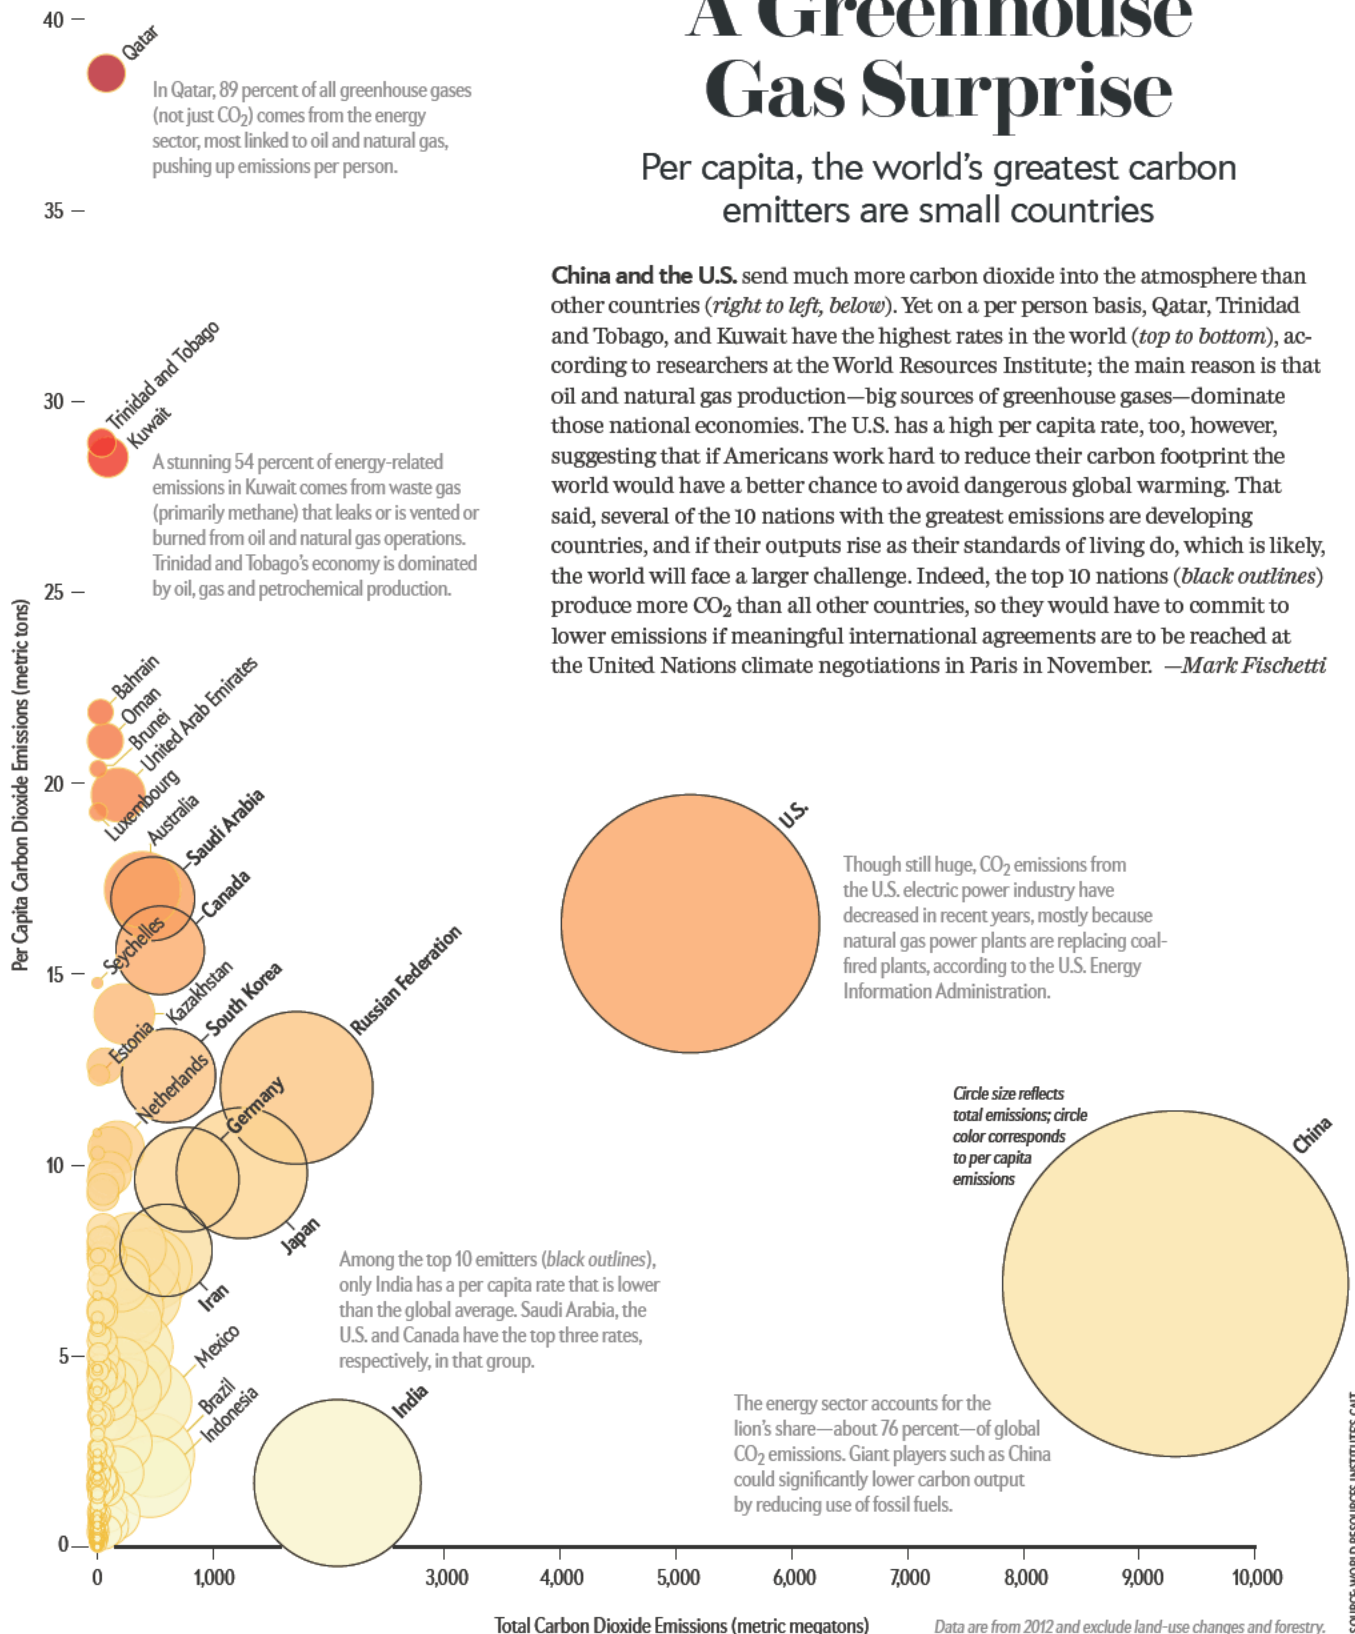 A Greenhouse
Gas Surprise
Per capita, the world's greatest carbon
emitters are small countries
China and the U.S. send much more carbon dioxide into the atmosphere than
other countries (right to left, below). Yet on a per person basis, Qatar, Trinidad
and Tobago, and Kuwait have the highest rates in the world (top to bottom), ac-
cording to researchers at the World Resources Institute; the main reason is that
oil and natural gas production—big sources of greenhouse gases—dominate
those national economies. The U.S. has a high per capita rate, too, however,
suggesting that if Americans work hard to reduce their carbon footprint the
world would have a better chance to avoid dangerous global warming. That
said, several of the 10 nations with the greatest emissions are developing
countries, and if their outputs rise as their standards of living do, which is likely,
the world will face a larger challenge. Indeed, the top 10 nations (black outlines)
produce more CO2 than all other countries, so they would have to commit to
lower emissions if meaningful international agreements are to be reached at
the United Nations climate negotiations in Paris in November. —Mark Fischetti
Per Capita Carbon Dioxide Emissions (metric tons)
40
35
30
25
20
15
10
5
0
Qatar
In Qatar, 89 percent of all greenhouse gases
(not just CO2) comes from the energy
sector, most linked to oil and natural gas,
pushing up emissions per person.
Trinidad and Tobago
Kuwait
A stunning 54 percent of energy-related
emissions in Kuwait comes from waste gas
(primarily methane) that leaks or is vented or
burned from oil and natural gas operations.
Trinidad and Tobago's economy is dominated
by oil, gas and petrochemical production.
Bahrain
Oman
Brunei
United Arab Emirates
Luxembourg
Australia
Saudi Arabia
Canada
Seychelles
Kazakhstan
South Korea
Estonia
Netherlands
Russian Federation
Germany
Japan
Iran
Mexico
Brazil
Indonesia
India
U.S.
Though still huge, CO2 emissions from
the U.S. electric power industry have
decreased in recent years, mostly because
natural gas power plants are replacing coal-
fired plants, according to the U.S. Energy
Information Administration.
Circle size reflects
total emissions; circle
color corresponds
to per capita
emissions
China
Among the top 10 emitters (black outlines),
only India has a per capita rate that is lower
than the global average. Saudi Arabia, the
U.S. and Canada have the top three rates,
respectively, in that group.
The energy sector accounts for the
lion's share—about 76 percent—of global
CO2 emissions. Giant players such as China
could significantly lower carbon output
by reducing use of fossil fuels.
0
1,000
3,000
4,000
5,000
6,000
7,000
8,000
9,000
10,000
Total Carbon Dioxide Emissions (metric megatons)
Data are from 2012 and exclude land-use changes and forestry.
SOURCE: WORLD RESOURCES INSTITUTES, CAIT